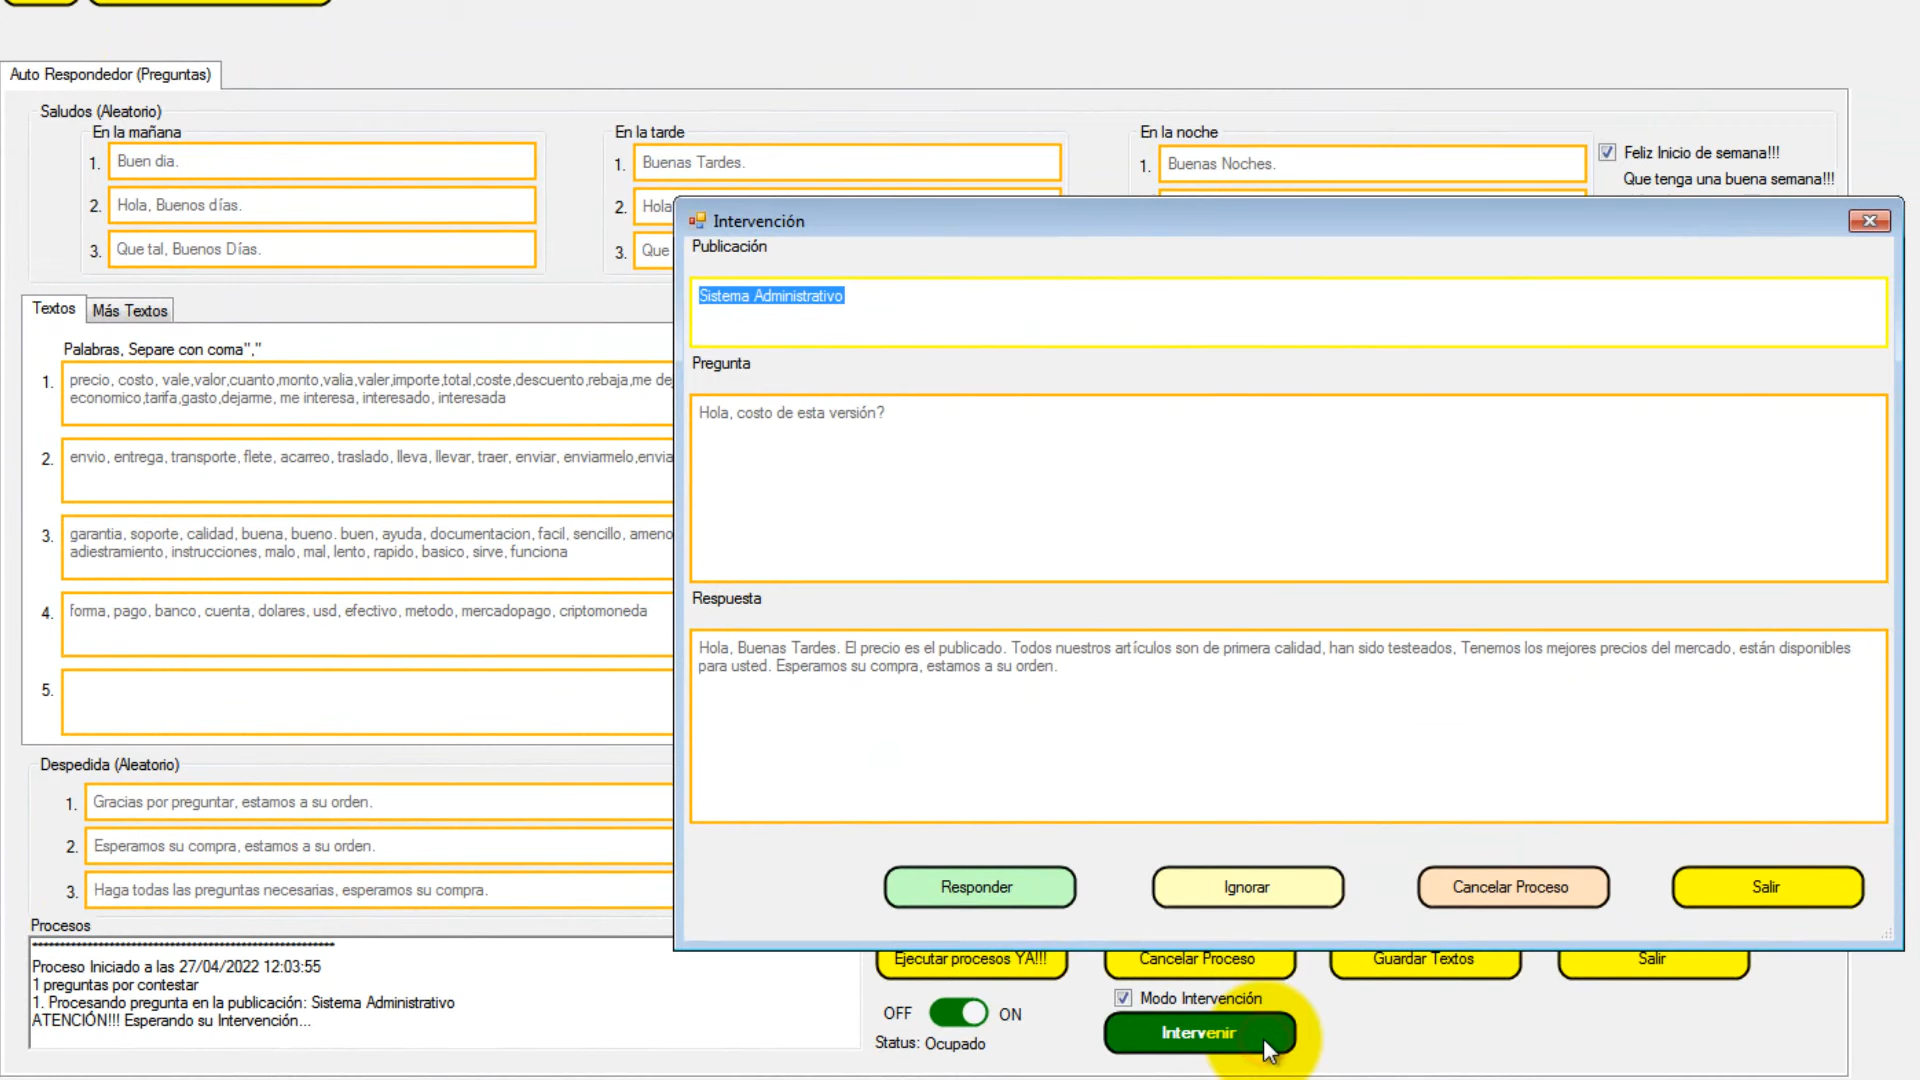 Auto Respondedor (Preguntas)
Saludos (Aleatorio)
En la mañana
1. Buen dia.
2. Hola, Buenos días.
3. Que tal, Buenos Días.
En la tarde
1. Buenas Tardes.
2. Hola
3. Que
En la noche
1. Buenas Noches.
Feliz Inicio de semana!!!
Que tenga una buena semana!!!
Textos
Más Textos
Palabras, Separe con coma","
1. precio, costo, vale,valor,cuanto,monto,valia,valer,importe,total,coste,descuento,rebaja,me dej
economico,tarifa,gasto,dejarme, me interesa, interesado, interesada
2. envio, entrega, transporte, flete, acarreo, traslado, lleva, llevar, traer, enviar, enviarmelo,envia
3. garantia, soporte, calidad, buena, bueno. buen, ayuda, documentacion, facil, sencillo, ameno
adiestramiento, instrucciones, malo, mal, lento, rapido, basico, sirve, funciona
4. forma, pago, banco, cuenta, dolares, usd, efectivo, metodo, mercadopago, criptomoneda
5.
Despedida (Aleatorio)
1. Gracias por preguntar, estamos a su orden.
2. Esperamos su compra, estamos a su orden.
3. Haga todas las preguntas necesarias, esperamos su compra.
Intervención
Publicación
Sistema Administrativo
Pregunta
Hola, costo de esta versión?
Respuesta
Hola, Buenas Tardes. El precio es el publicado. Todos nuestros artículos son de primera calidad, han sido testeados, Tenemos los mejores precios del mercado, están disponibles
para usted. Esperamos su compra, estamos a su orden.
Responder
Ignorar
Cancelar Proceso
Salir
Procesos
Proceso Iniciado a las 27/04/2022 12:03:55
1 preguntas por contestar
1. Procesando pregunta en la publicación: Sistema Administrativo
ATENCIÓN!!! Esperando su Intervención...
Ejecutar procesos YA!!!
Cancelar Proceso
Guardar Textos
Salir
OFF
ON
Modo Intervención
Status: Ocupado
Intervenir